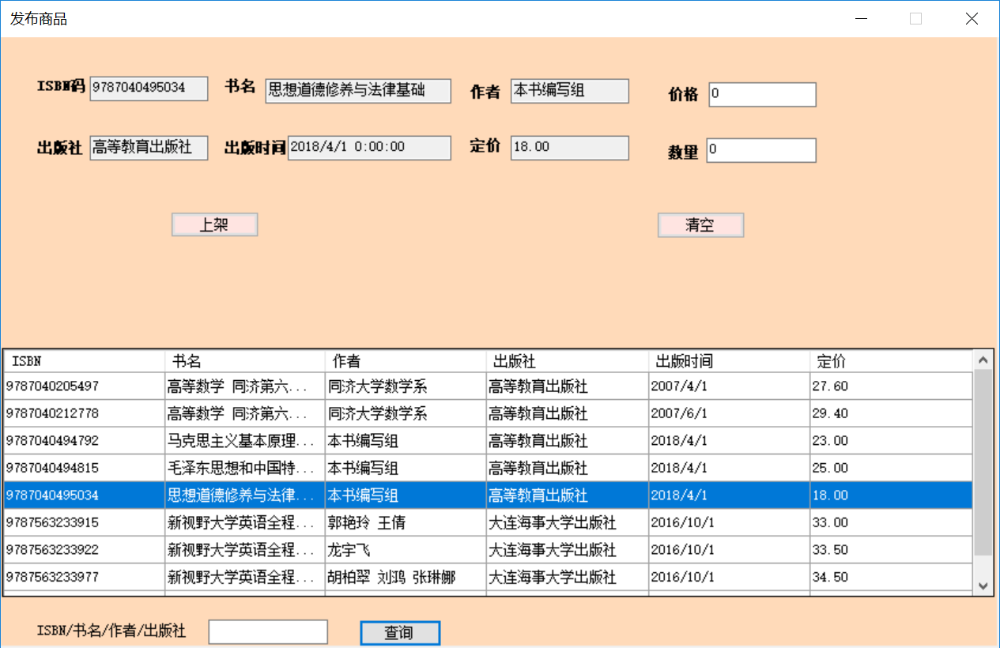 发布商品
ISBN码 9787040495034 书名 思想道德修养与法律基础 作者 本书编写组 价格 0
出版社 高等教育出版社 出版时间 2018/4/1 0:00:00 定价 18.00 数量 0
上架 清空
ISBN 书名 作者 出版社 出版时间 定价
9787040205497 高等数学 同济第六... 同济大学数学系 高等教育出版社 2007/4/1 27.60
9787040212778 高等数学 同济第六... 同济大学数学系 高等教育出版社 2007/6/1 29.40
9787040494792 马克思主义基本原理... 本书编写组 高等教育出版社 2018/4/1 23.00
9787040494815 毛泽东思想和中国特... 本书编写组 高等教育出版社 2018/4/1 25.00
9787040495034 思想道德修养与法律... 本书编写组 高等教育出版社 2018/4/1 18.00
9787563233915 新视野大学英语全程... 郭艳玲 王倩 大连海事大学出版社 2016/10/1 33.00
9787563233922 新视野大学英语全程... 龙宇飞 大连海事大学出版社 2016/10/1 33.50
9787563233977 新视野大学英语全程... 胡柏翠 刘鸿 张琳娜 大连海事大学出版社 2016/10/1 34.50
ISBN/书名/作者/出版社 查询